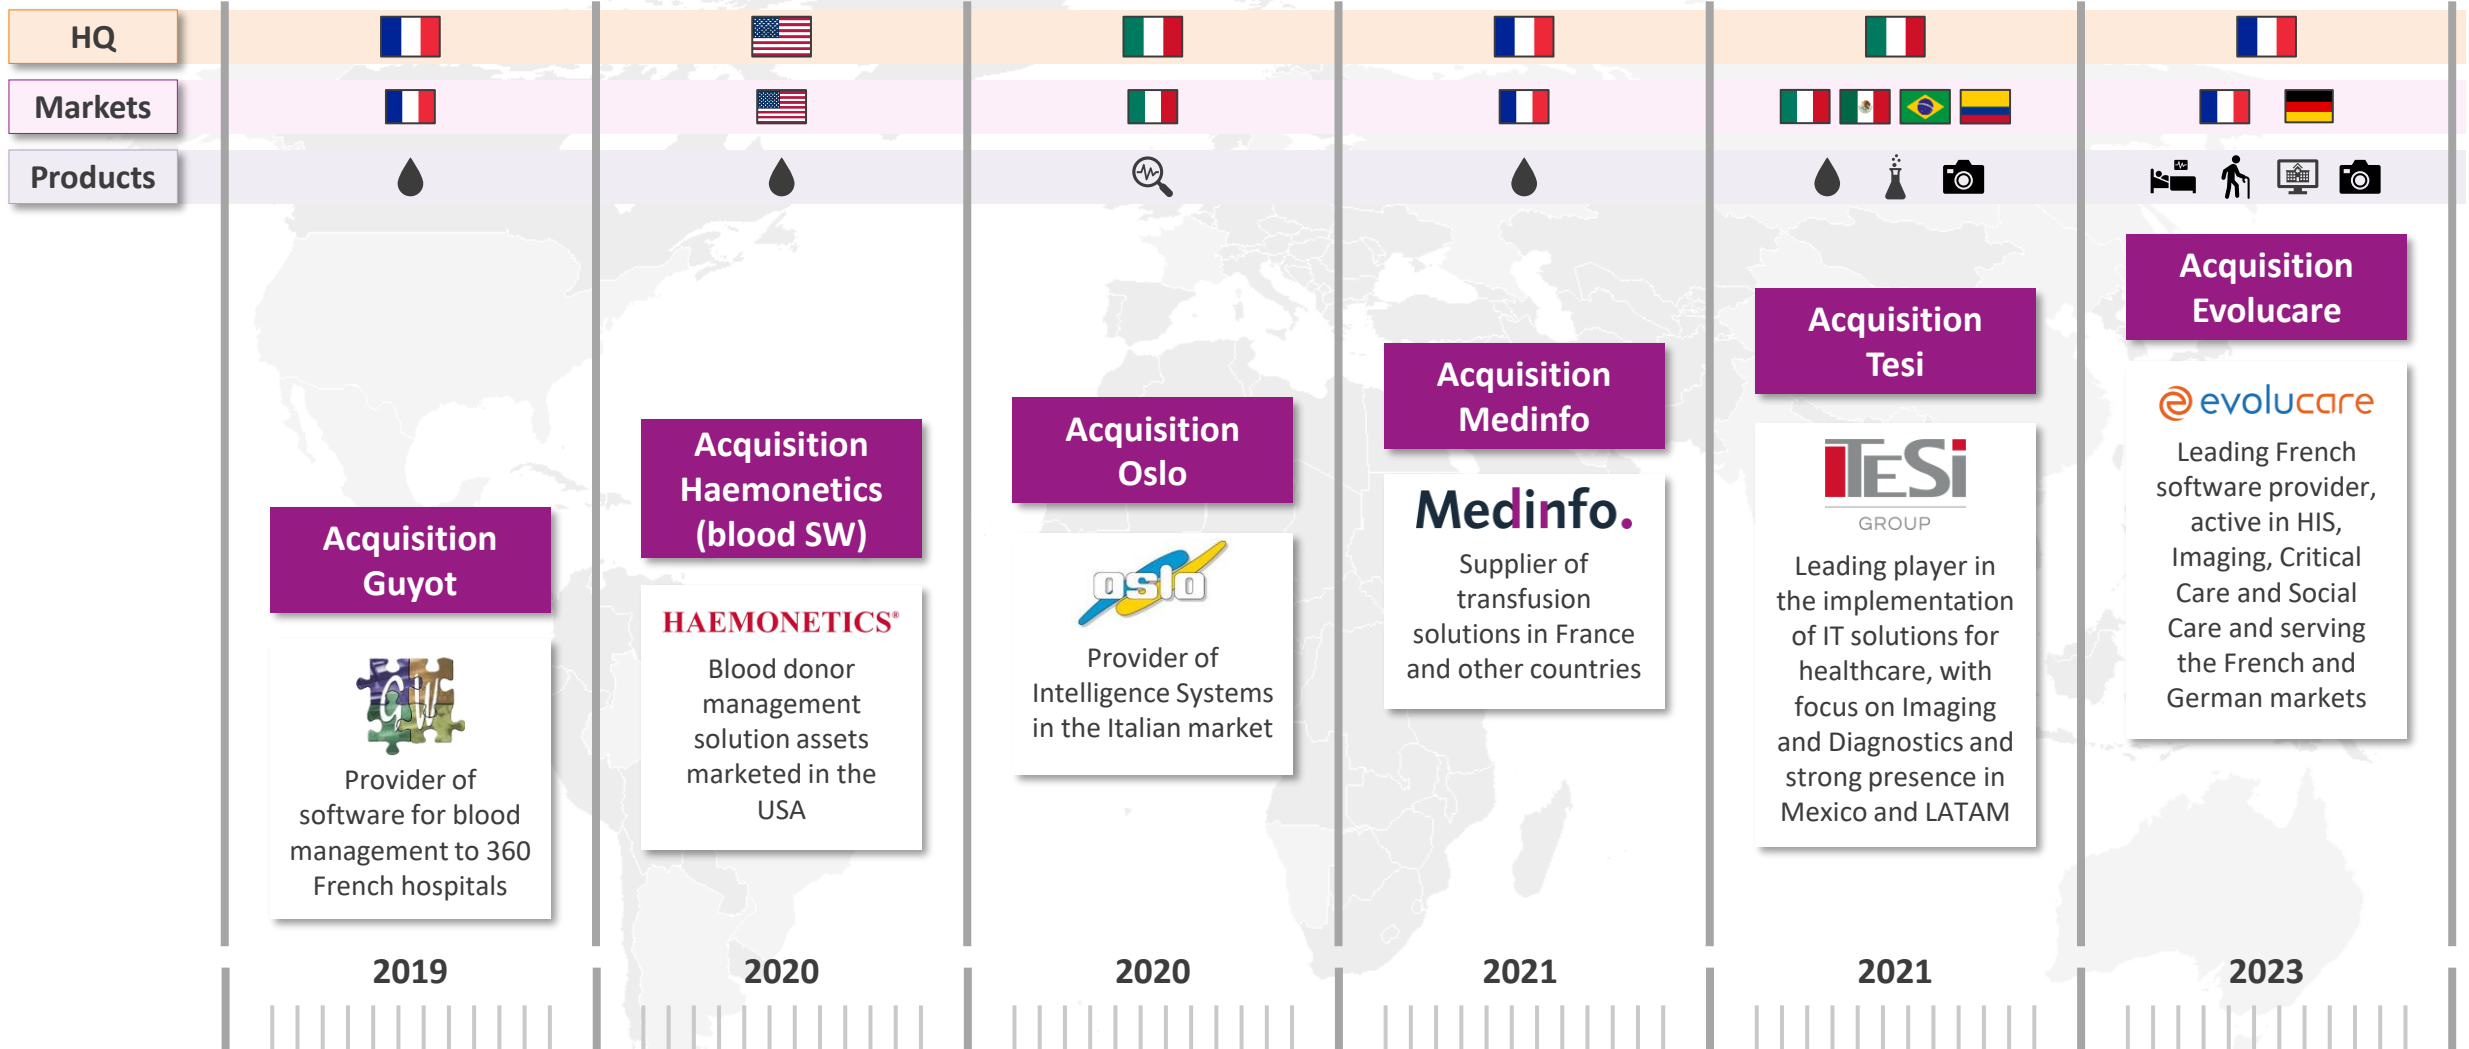 HQ
Markets
Products
Acquisition
Guyot
GW
Provider of
software for blood
management to 360
French hospitals
2019
Acquisition
Haemonetics
(blood SW)
HAEMONETICS®
Blood donor
management
solution assets
marketed in the
USA
2020
Acquisition
Oslo
oslo
Provider of
Intelligence Systems
in the Italian market
2020
Acquisition
Medinfo
Medinfo.
Supplier of
transfusion
solutions in France
and other countries
2021
Acquisition
Tesi
TESi
GROUP
Leading player in
the implementation
of IT solutions for
healthcare, with
focus on Imaging
and Diagnostics and
strong presence in
Mexico and LATAM
2021
Acquisition
Evolucare
evolucare
Leading French
software provider,
active in HIS,
Imaging, Critical
Care and Social
Care and serving
the French and
German markets
2023